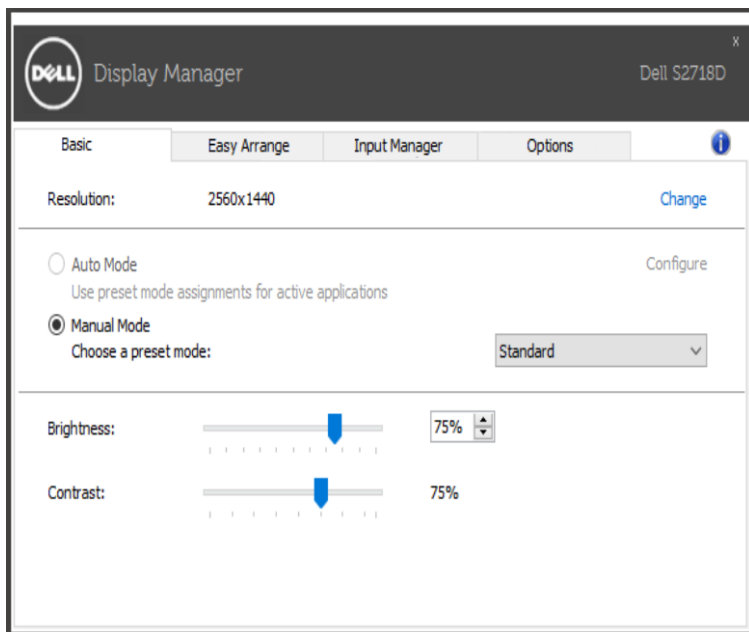 x
DELL Display Manager Dell S2718D
Basic Easy Arrange Input Manager Options i
Resolution: 2560x1440 Change
Auto Mode Configure
Use preset mode assignments for active applications
Manual Mode
Choose a preset mode: Standard
Brightness: 75%
Contrast: 75%